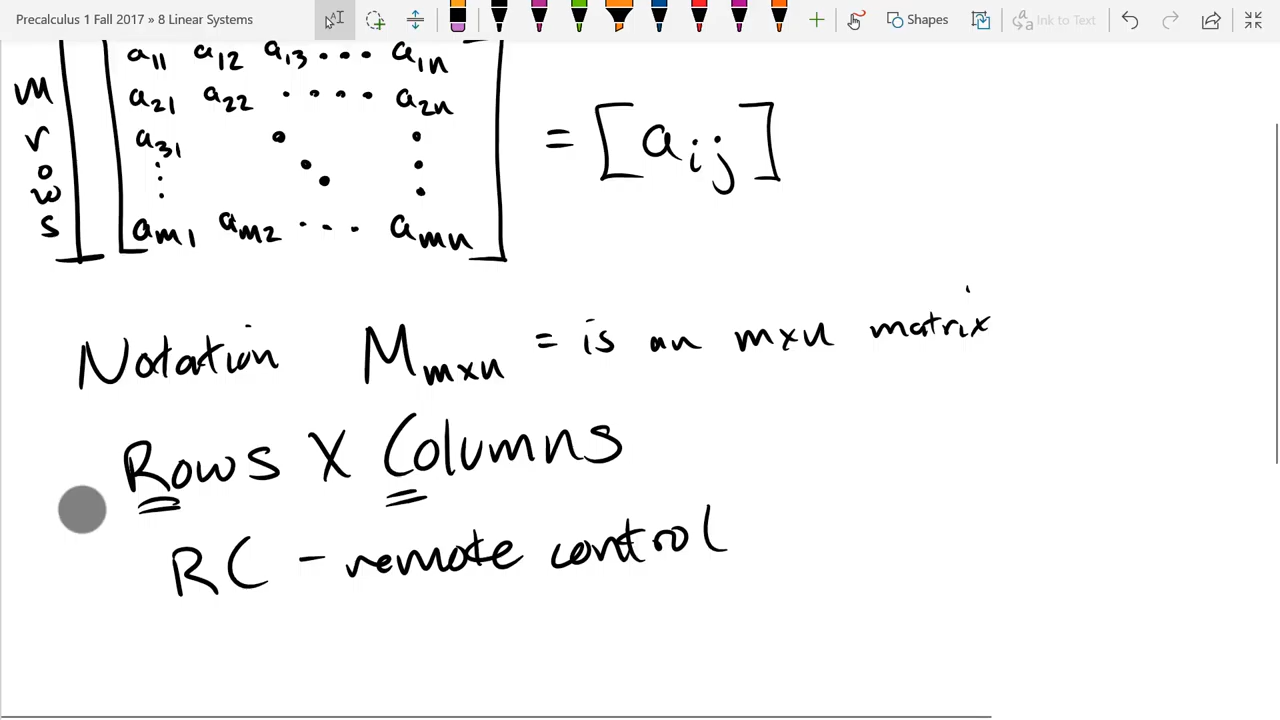 Precalculus 1 Fall 2017 » 8 Linear Systems
Shapes
Ink to Text
m rows
a11 a12 a13 ... a1n
a21 a22 .... a2n
a31
am1 am2 ... amn
= [aij]
Notation Mmxn = is an mxn matrix
Rows X Columns
RC - remote control